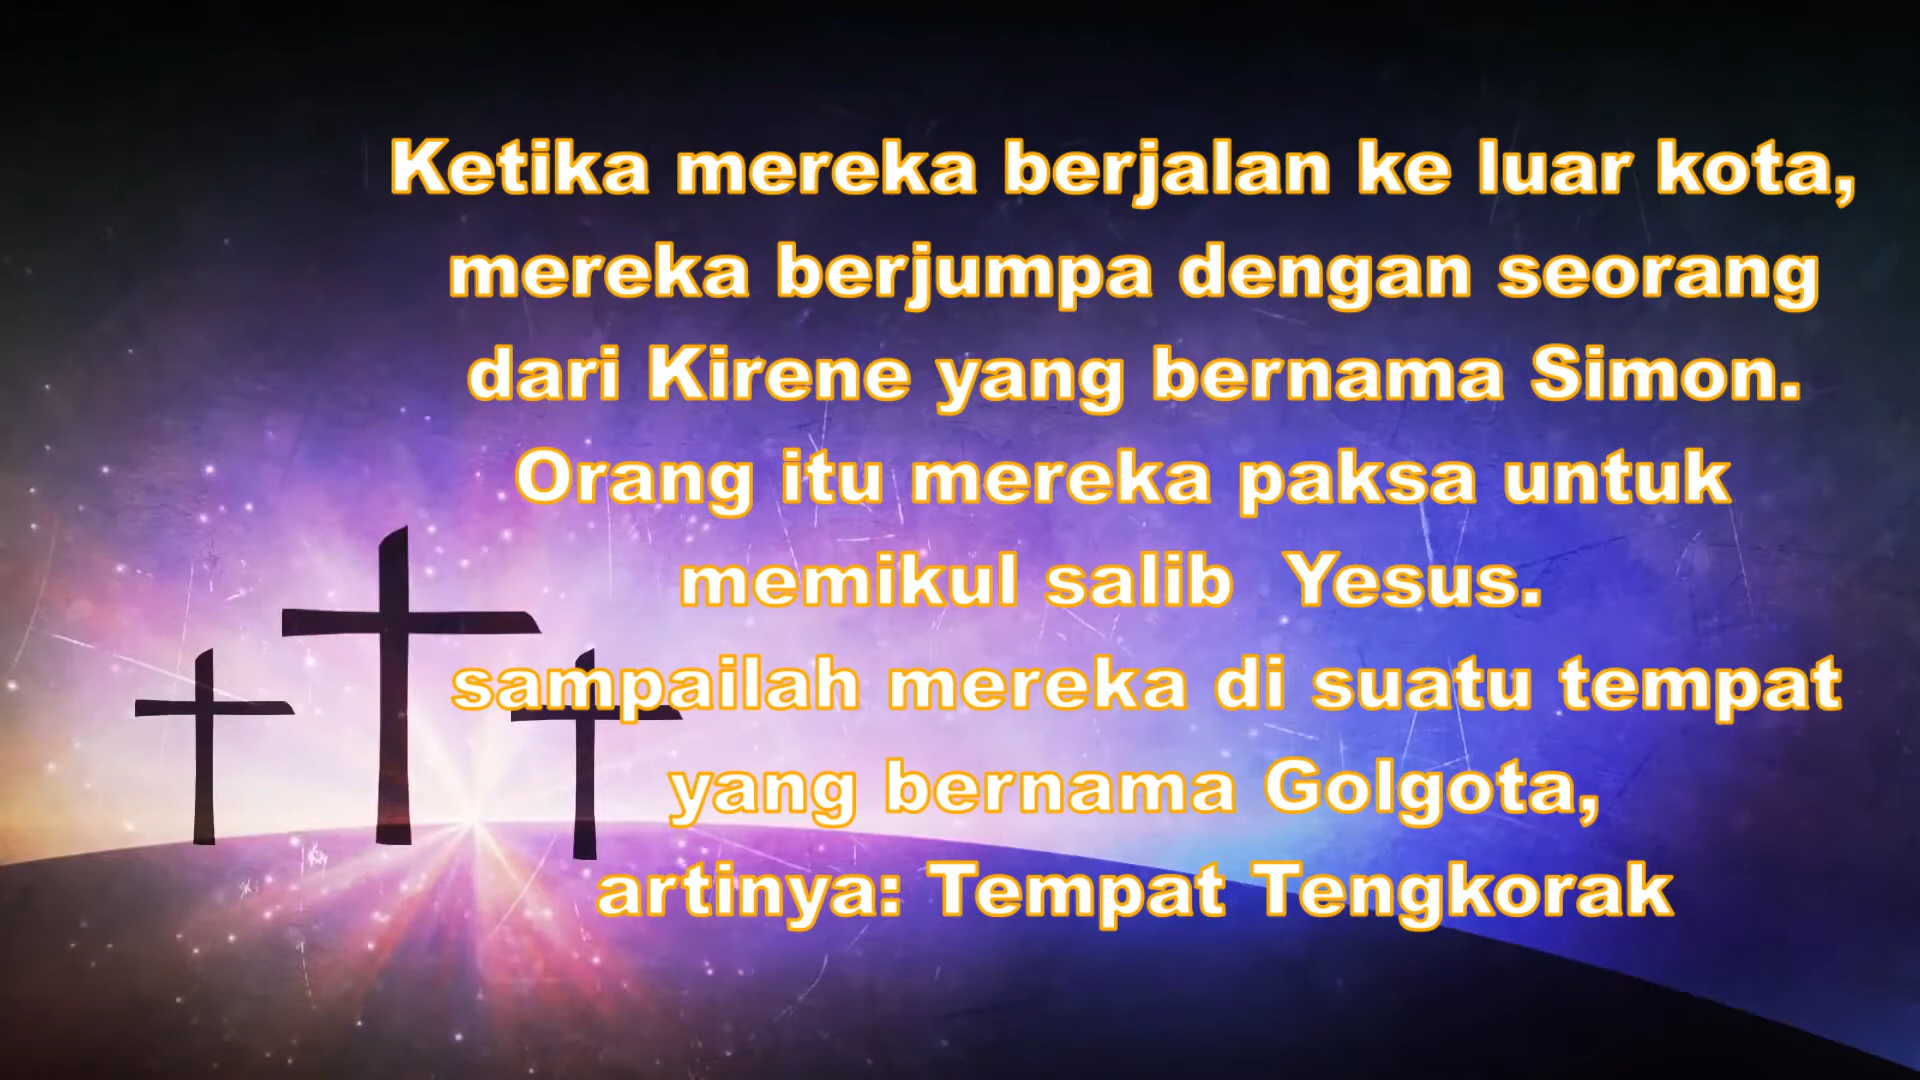 Ketika mereka berjalan ke luar kota,
mereka berjumpa dengan seorang
dari Kirene yang bernama Simon.
Orang itu mereka paksa untuk
memikul salib  Yesus.
sampailah mereka di suatu tempat
yang bernama Golgota,
artinya: Tempat Tengkorak